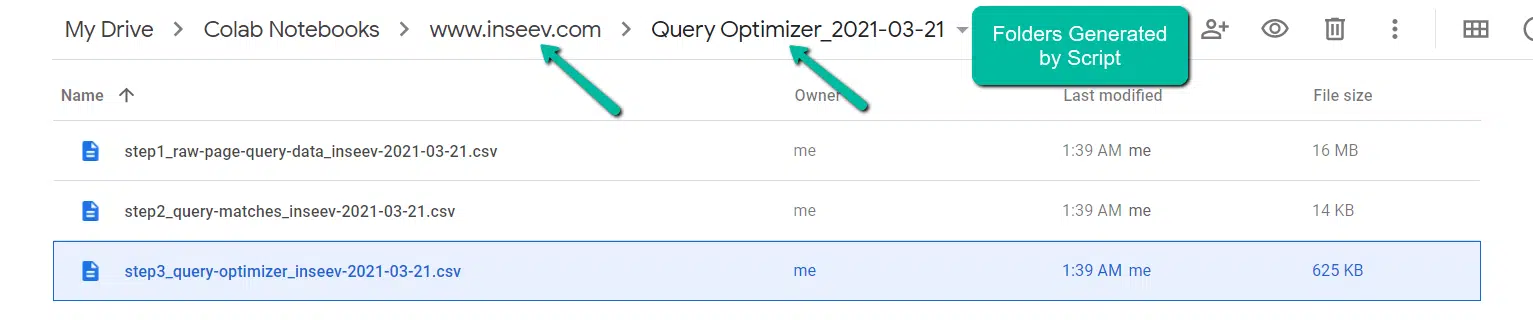 My Drive > Colab Notebooks > www.inseev.com > Query Optimizer_2021-03-21
Folders Generated
by Script
Name Owner Last modified File size
step1_raw-page-query-data_inseev-2021-03-21.csv me 1:39 AM me 16 MB
step2_query-matches_inseev-2021-03-21.csv me 1:39 AM me 14 KB
step3_query-optimizer_inseev-2021-03-21.csv me 1:39 AM me 625 KB